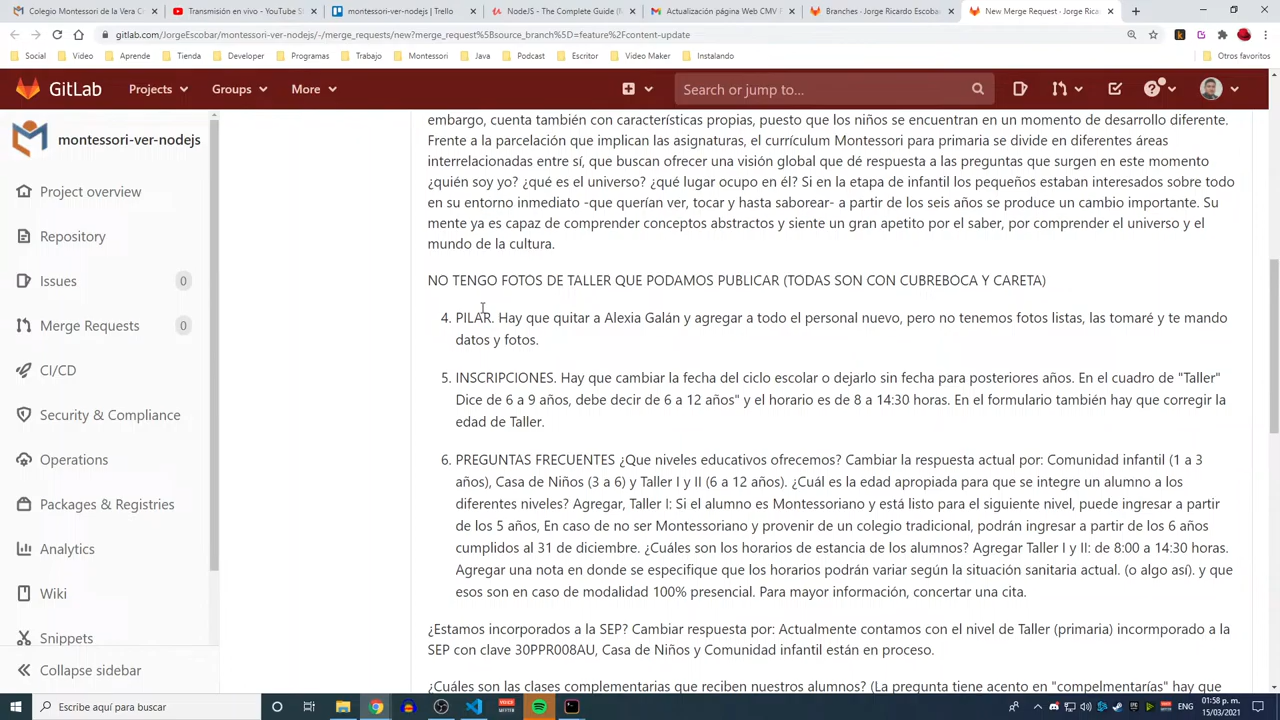 Colegio Montessori de la Vera C
Transmisión en vivo - YouTube S
montessori-ver-nodejs | Trello
NodeJS - The Complete Guide (M
Actualización página Web CMV F
Branches · Jorge Ricardo Escobar
New Merge Request · Jorge Ricar
gitlab.com/JorgeEscobar/montessori-ver-nodejs/-/merge_requests/new?merge_request%5Bsource_branch%5D=feature%2Fcontent-update
Social
Video
Aprende
Tienda
Developer
Programas
Trabajo
Montessori
Java
Podcast
Escritor
Video Maker
Instalando
Otros favoritos
GitLab
Projects
Groups
More
Search or jump to...
montessori-ver-nodejs
Project overview
Repository
Issues 0
Merge Requests 0
CI/CD
Security & Compliance
Operations
Packages & Registries
Analytics
Wiki
Snippets
Collapse sidebar
embargo, cuenta también con características propias, puesto que los niños se encuentran en un momento de desarrollo diferente.
Frente a la parcelación que implican las asignaturas, el currículum Montessori para primaria se divide en diferentes áreas
interrelacionadas entre sí, que buscan ofrecer una visión global que dé respuesta a las preguntas que surgen en este momento
¿quién soy yo? ¿qué es el universo? ¿qué lugar ocupo en él? Si en la etapa de infantil los pequeños estaban interesados sobre todo
en su entorno inmediato -que querían ver, tocar y hasta saborear- a partir de los seis años se produce un cambio importante. Su
mente ya es capaz de comprender conceptos abstractos y siente un gran apetito por el saber, por comprender el universo y el
mundo de la cultura.
NO TENGO FOTOS DE TALLER QUE PODAMOS PUBLICAR (TODAS SON CON CUBREBOCA Y CARETA)
4. PILAR. Hay que quitar a Alexia Galán y agregar a todo el personal nuevo, pero no tenemos fotos listas, las tomaré y te mando
datos y fotos.
5. INSCRIPCIONES. Hay que cambiar la fecha del ciclo escolar o dejarlo sin fecha para posteriores años. En el cuadro de "Taller"
Dice de 6 a 9 años, debe decir de 6 a 12 años" y el horario es de 8 a 14:30 horas. En el formulario también hay que corregir la
edad de Taller.
6. PREGUNTAS FRECUENTES ¿Que niveles educativos ofrecemos? Cambiar la respuesta actual por: Comunidad infantil (1 a 3
años), Casa de Niños (3 a 6) y Taller I y II (6 a 12 años). ¿Cuál es la edad apropiada para que se integre un alumno a los
diferentes niveles? Agregar, Taller I: Si el alumno es Montessoriano y está listo para el siguiente nivel, puede ingresar a partir
de los 5 años, En caso de no ser Montessoriano y provenir de un colegio tradicional, podrán ingresar a partir de los 6 años
cumplidos al 31 de diciembre. ¿Cuáles son los horarios de estancia de los alumnos? Agregar Taller I y II: de 8:00 a 14:30 horas.
Agregar una nota en donde se especifique que los horarios podrán variar según la situación sanitaria actual. (o algo así). y que
esos son en caso de modalidad 100% presencial. Para mayor información, concertar una cita.
¿Estamos incorporados a la SEP? Cambiar respuesta por: Actualmente contamos con el nivel de Taller (primaria) incormporado a la
SEP con clave 30PPR008AU, Casa de Niños y Comunidad infantil están en proceso.
¿Cuáles son las clases complementarias que reciben nuestros alumnos? (La pregunta tiene acento en "compelmentarías" hay que
Escribe aquí para buscar
ENG
01:58 p. m.
15/03/2021